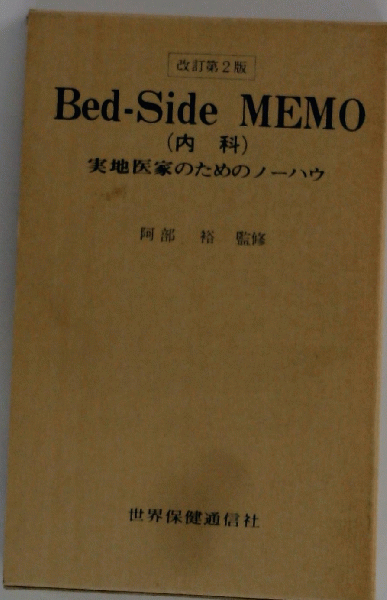 改訂第2版
Bed-Side MEMO
(内 科)
実地医家のためのノーハウ
阿部 裕 監修
世界保健通信社